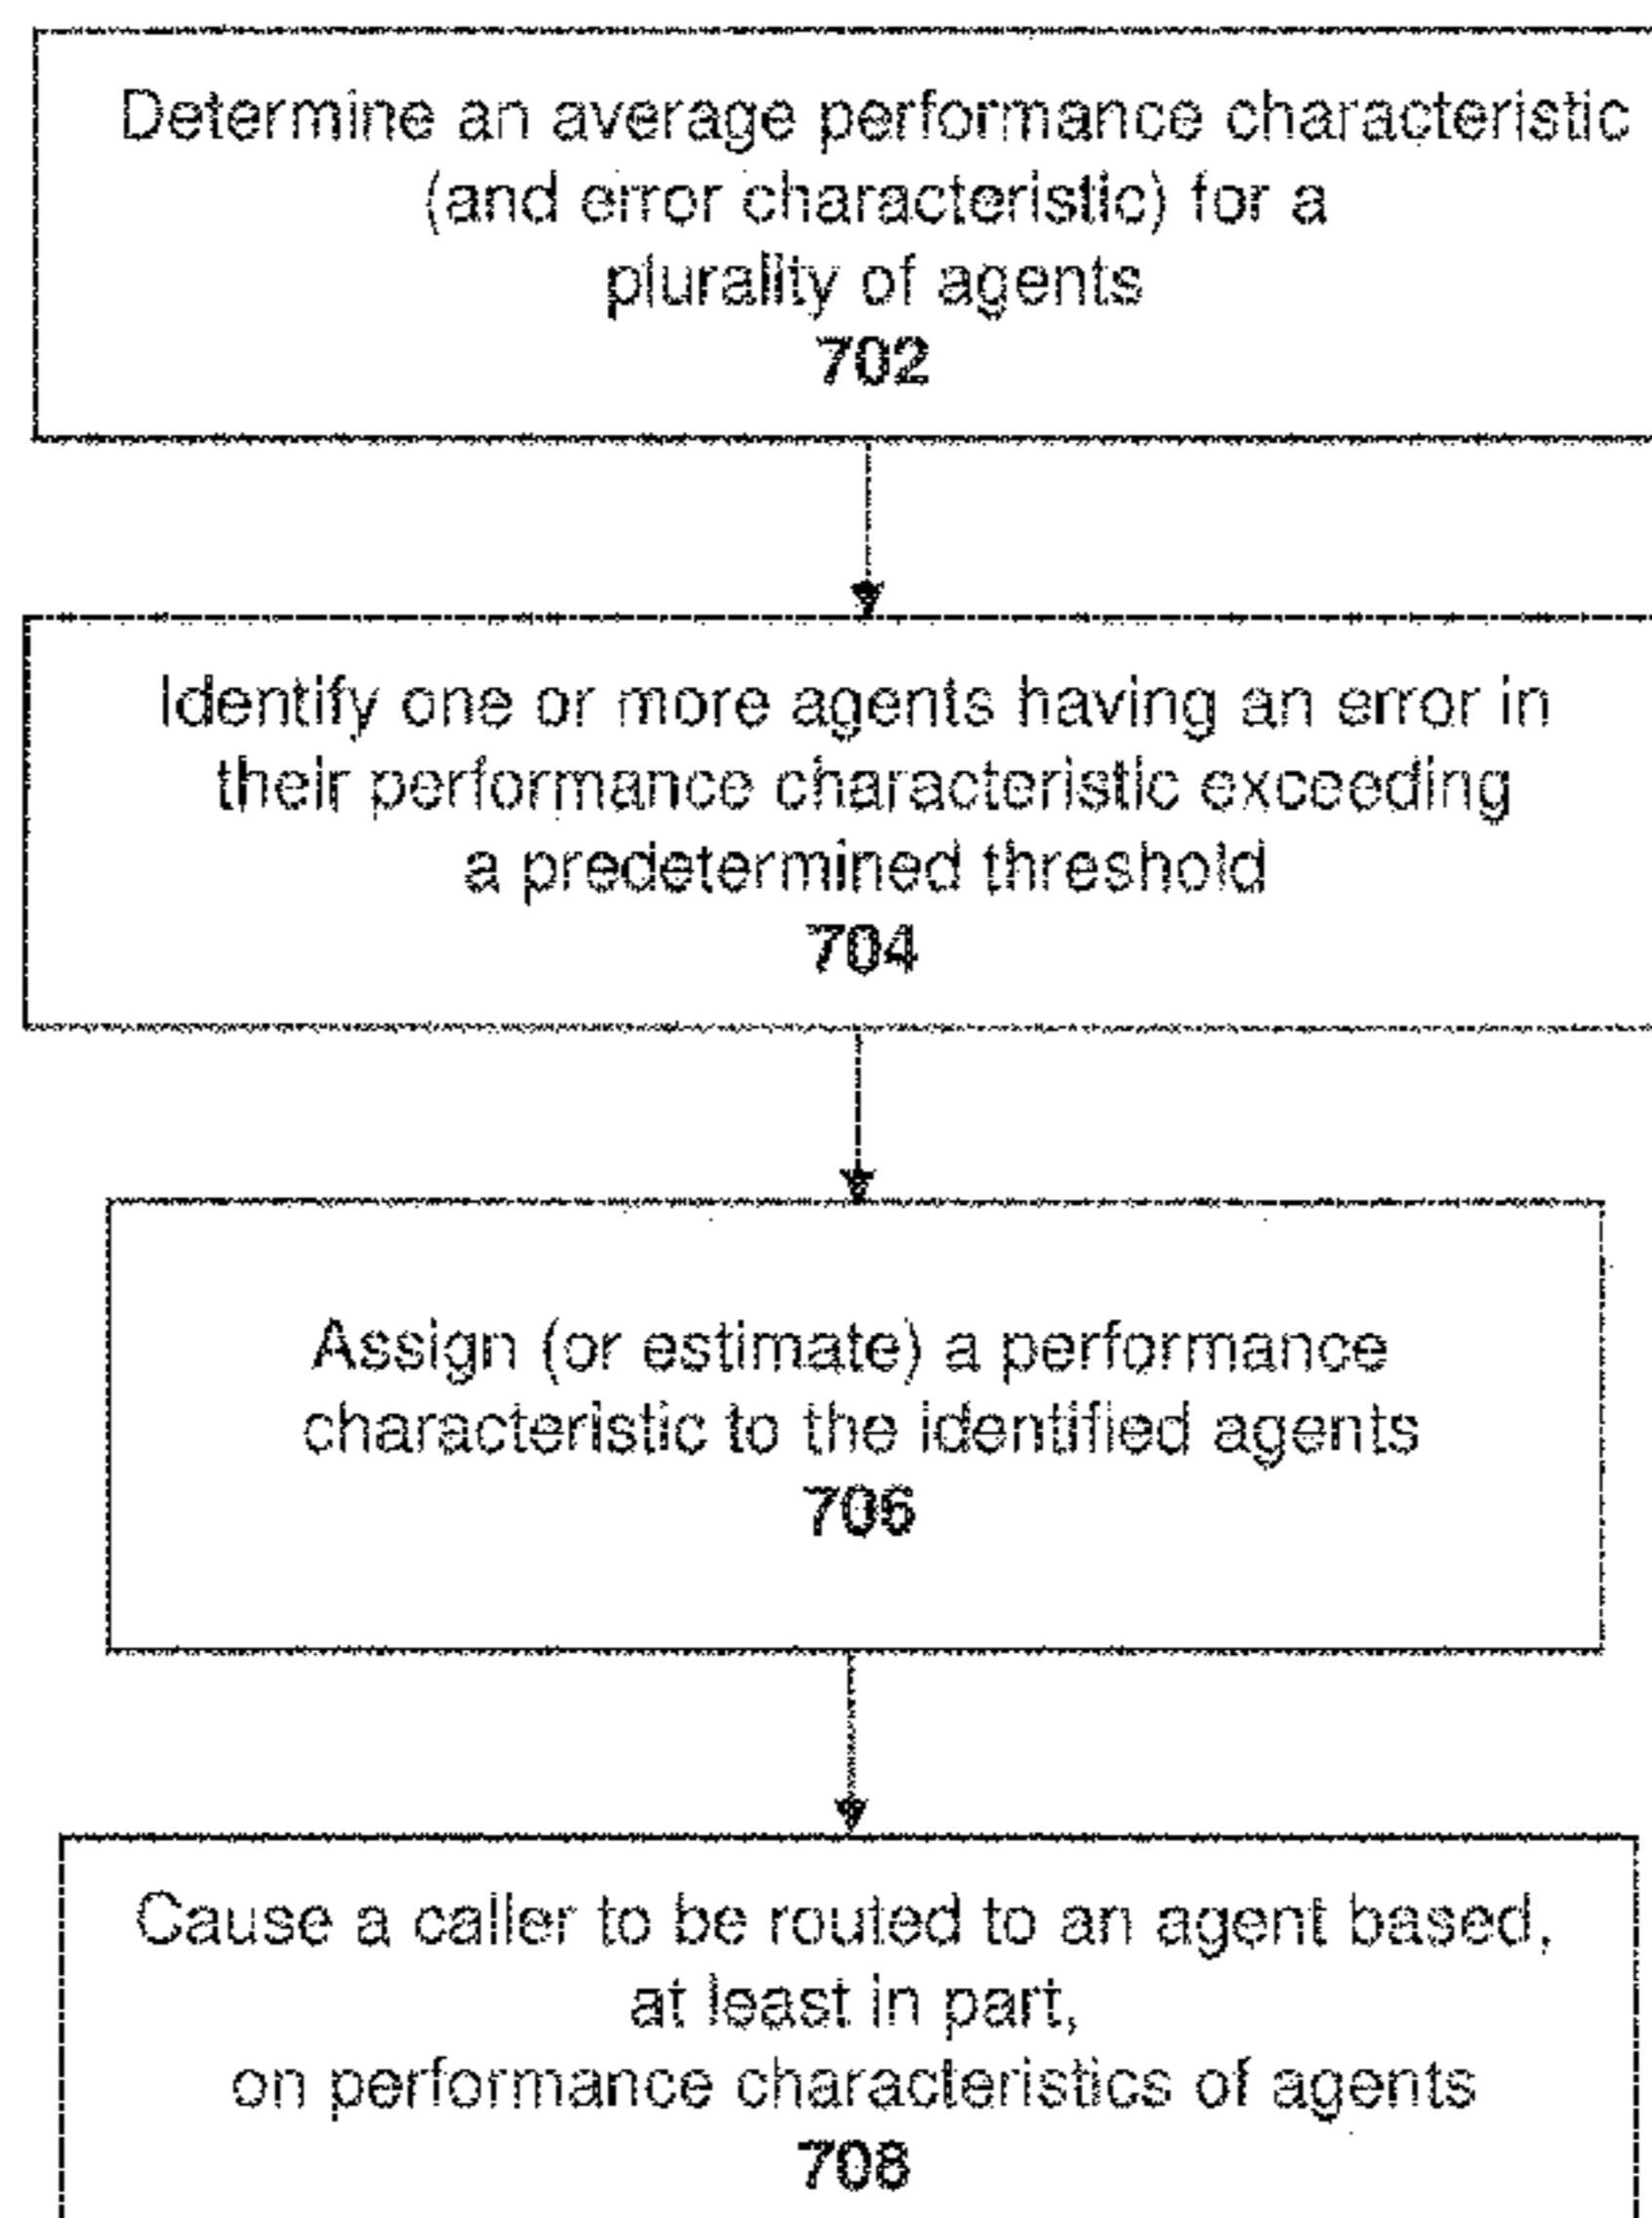 Determine an average performance characteristic
(and error characteristic) for a
plurality of agents
702
Identify one or more agents having an error in
their performance characteristic exceeding
a predetermined threshold
704
Assign (or estimate) a performance
characteristic to the identified agents
706
Cause a caller to be routed to an agent based,
at least in part,
on performance characteristics of agents
708